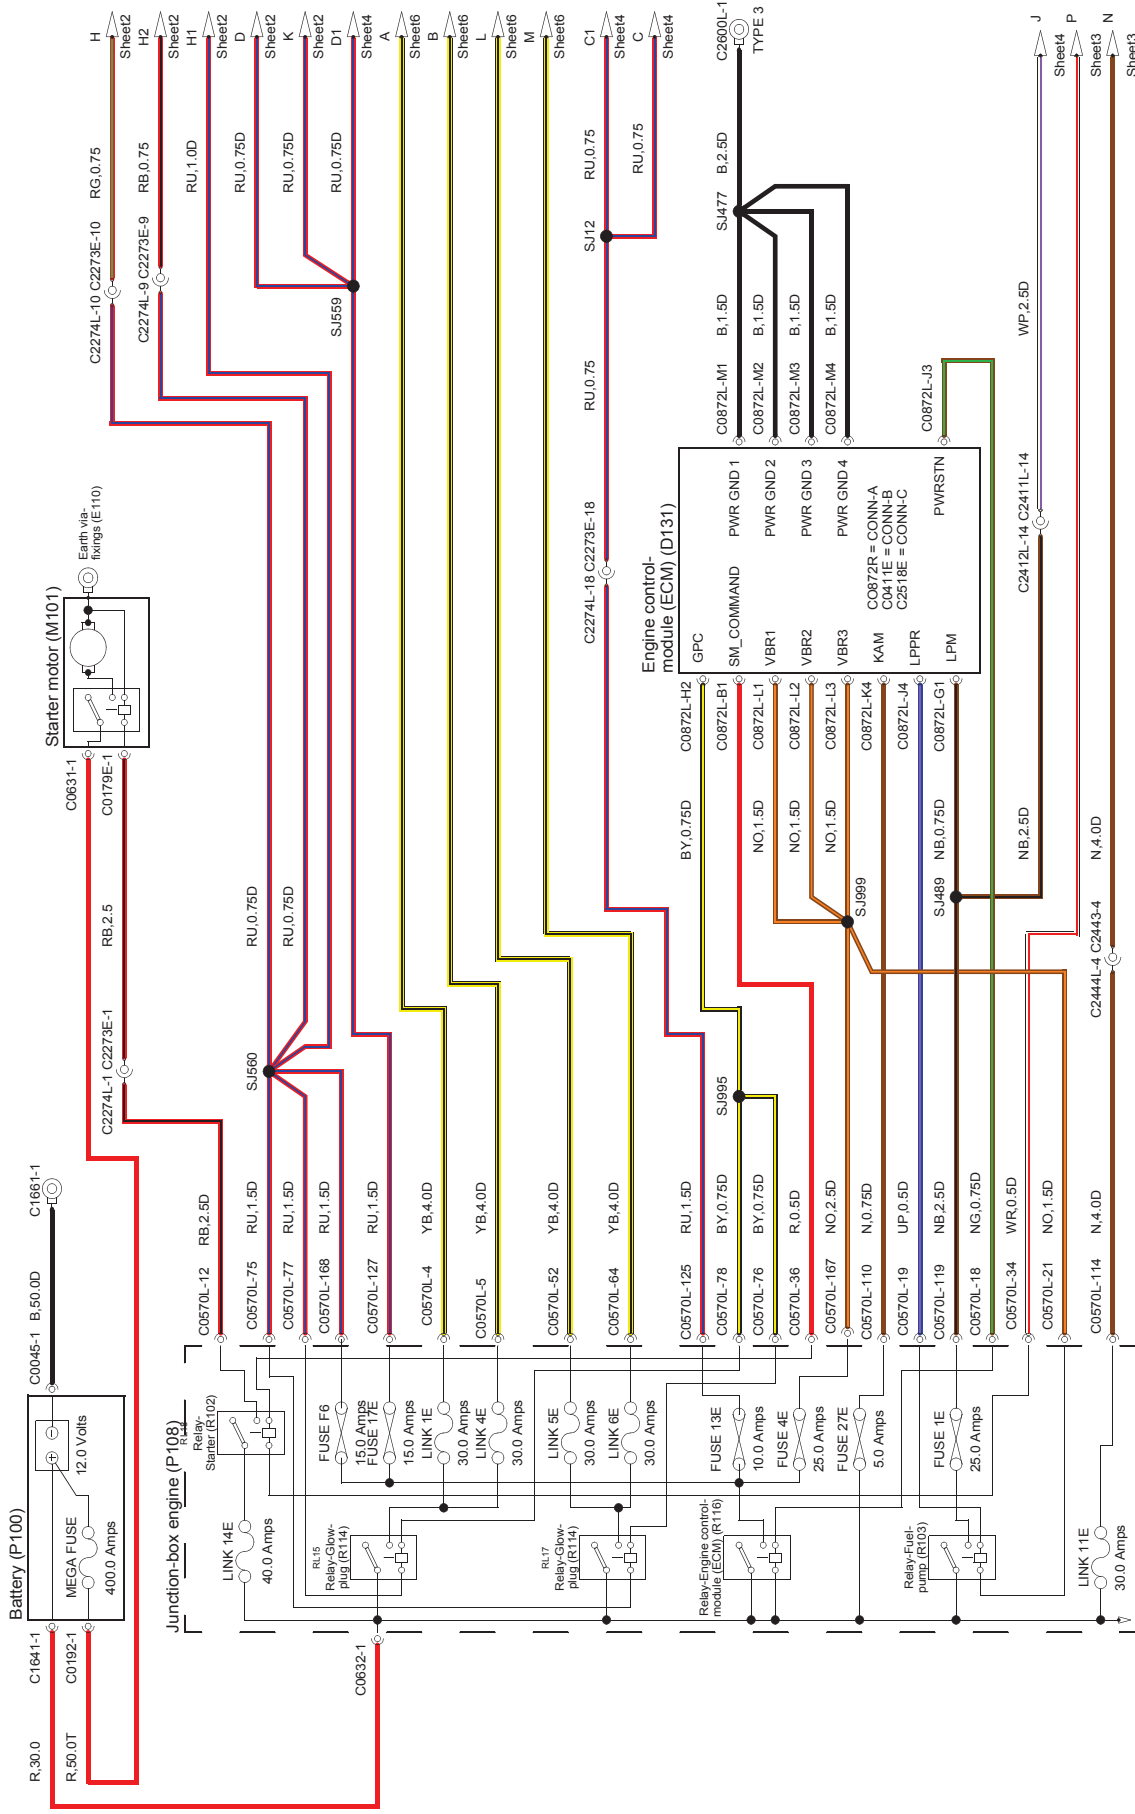 H
Sheet2
H2
Sheet2
H1
Sheet2
D
Sheet2
K
Sheet2
D1
Sheet4
A
Sheet6
B
Sheet6
L
Sheet6
M
Sheet6
C1
Sheet4
C
Sheet4
C2600L-1
TYPE 3
J
Sheet4
P
Sheet3
N
Sheet3
RG,0.75
RB,0.75
RU,1.0D
RU,0.75D
RU,0.75D
RU,0.75D
RU,0.75
RU,0.75
B,2.5D
C2274L-10 C2273E-10
C2274L-9 C2273E-9
SJ559
SJ12
SJ477
RU,0.75
WP,2.5D
B,1.5D
B,1.5D
B,1.5D
B,1.5D
C0872L-M1
C0872L-M2
C0872L-M3
C0872L-M4
C0872L-J3
Earth via-
fixings (E110)
Starter motor (M101)
C0631-1
C0179E-1
C2274L-18 C2273E-18
C2412L-14 C2411L-14
Engine control-
module (ECM) (D131)
PWR GND 1
PWR GND 2
PWR GND 3
PWR GND 4
PWRSTN
CO872R = CONN-A
C0411E = CONN-B
C2518E = CONN-C
GPC
SM_COMMAND
VBR1
VBR2
VBR3
KAM
LPPR
LPM
C0872L-H2
C0872L-B1
C0872L-L1
C0872L-L2
C0872L-L3
C0872L-K4
C0872L-J4
C0872L-G1
BY,0.75D
NO,1.5D
NO,1.5D
NO,1.5D
NB,0.75D
NB,2.5D
N,4.0D
SJ999
SJ489
RB,2.5
RU,0.75D
RU,0.75D
C2274L-1 C2273E-1
SJ560
SJ995
C2444L-4 C2443-4
C1661-1
B,50.0D
C0045-1
RB,2.5D
RU,1.5D
RU,1.5D
RU,1.5D
RU,1.5D
YB,4.0D
YB,4.0D
YB,4.0D
YB,4.0D
RU,1.5D
BY,0.75D
BY,0.75D
R,0.5D
NO,2.5D
N,0.75D
UP,0.5D
NB,2.5D
NG,0.75D
WR,0.5D
NO,1.5D
N,4.0D
C0570L-12
C0570L-75
C0570L-77
C0570L-168
C0570L-127
C0570L-4
C0570L-5
C0570L-52
C0570L-64
C0570L-125
C0570L-78
C0570L-76
C0570L-36
C0570L-167
C0570L-110
C0570L-19
C0570L-119
C0570L-18
C0570L-34
C0570L-21
C0570L-114
Battery (P100)
12.0 Volts
MEGA FUSE
400.0 Amps
Junction-box engine (P108)
Relay-
Starter (R102)
LINK 14E
40.0 Amps
FUSE F6
15.0 Amps
FUSE 17E
15.0 Amps
LINK 1E
30.0 Amps
LINK 4E
30.0 Amps
LINK 5E
30.0 Amps
LINK 6E
30.0 Amps
FUSE 13E
10.0 Amps
FUSE 4E
25.0 Amps
FUSE 27E
5.0 Amps
FUSE 1E
25.0 Amps
LINK 11E
30.0 Amps
RL15
Relay-Glow-
plug (R114)
RL17
Relay-Glow-
plug (R114)
Relay-Engine control-
module (ECM) (R116)
Relay-Fuel-
pump (R103)
C1641-1
C0192-1
C0632-1
R,30.0
R,50.0T